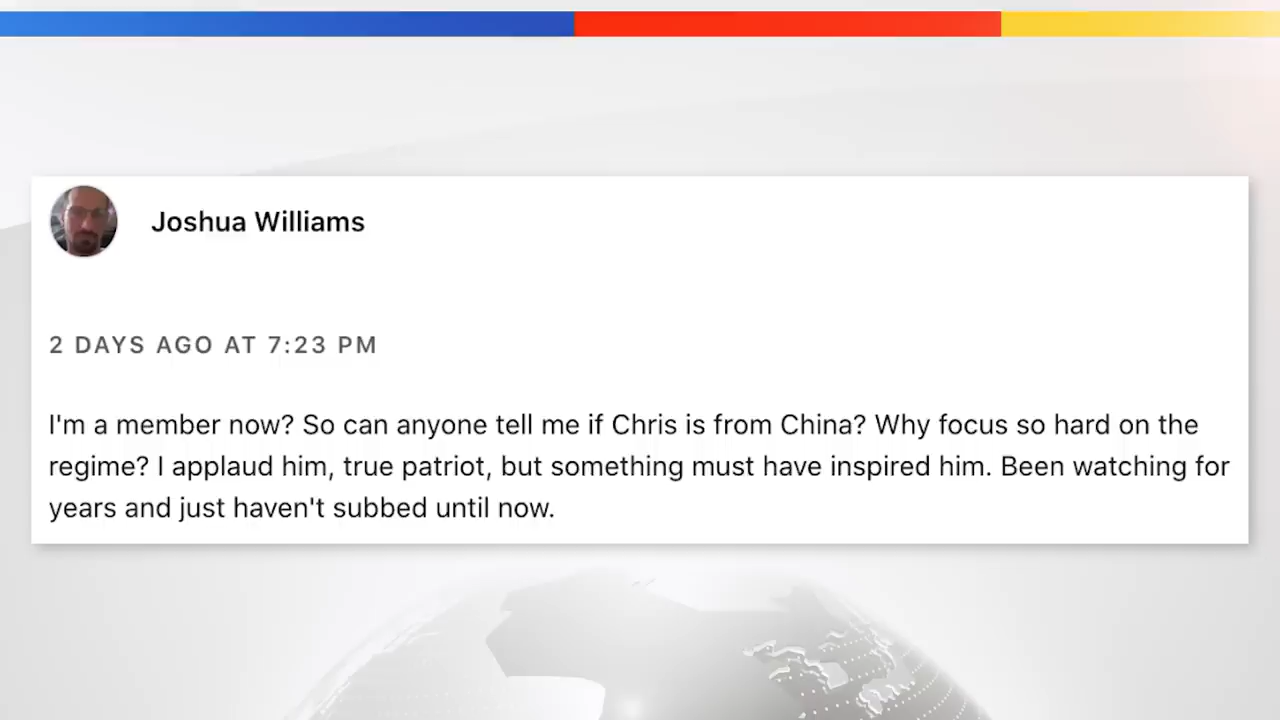 Joshua Williams
2 DAYS AGO AT 7:23 PM
I'm a member now? So can anyone tell me if Chris is from China? Why focus so hard on the
regime? I applaud him, true patriot, but something must have inspired him. Been watching for
years and just haven't subbed until now.